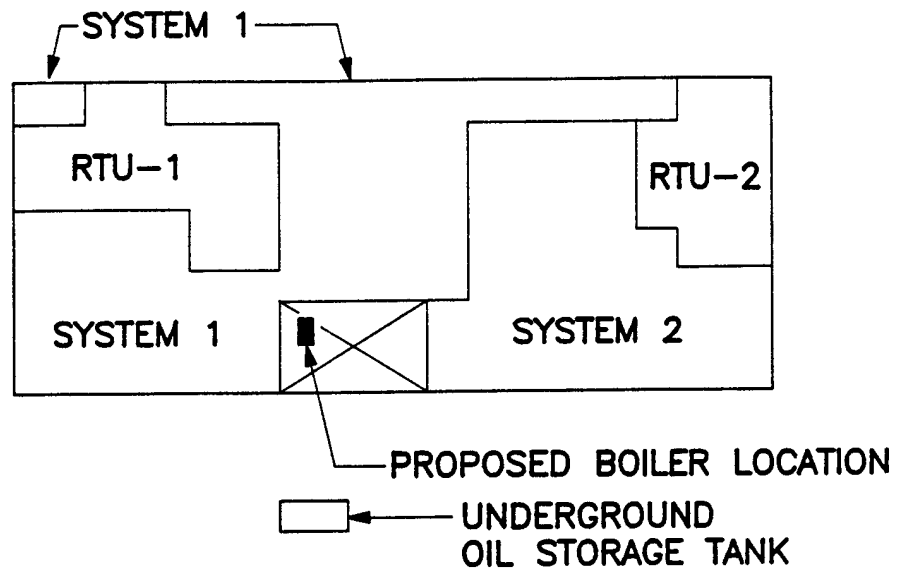 SYSTEM 1
RTU-1
RTU-2
SYSTEM 1
SYSTEM 2
PROPOSED BOILER LOCATION
UNDERGROUND
OIL STORAGE TANK